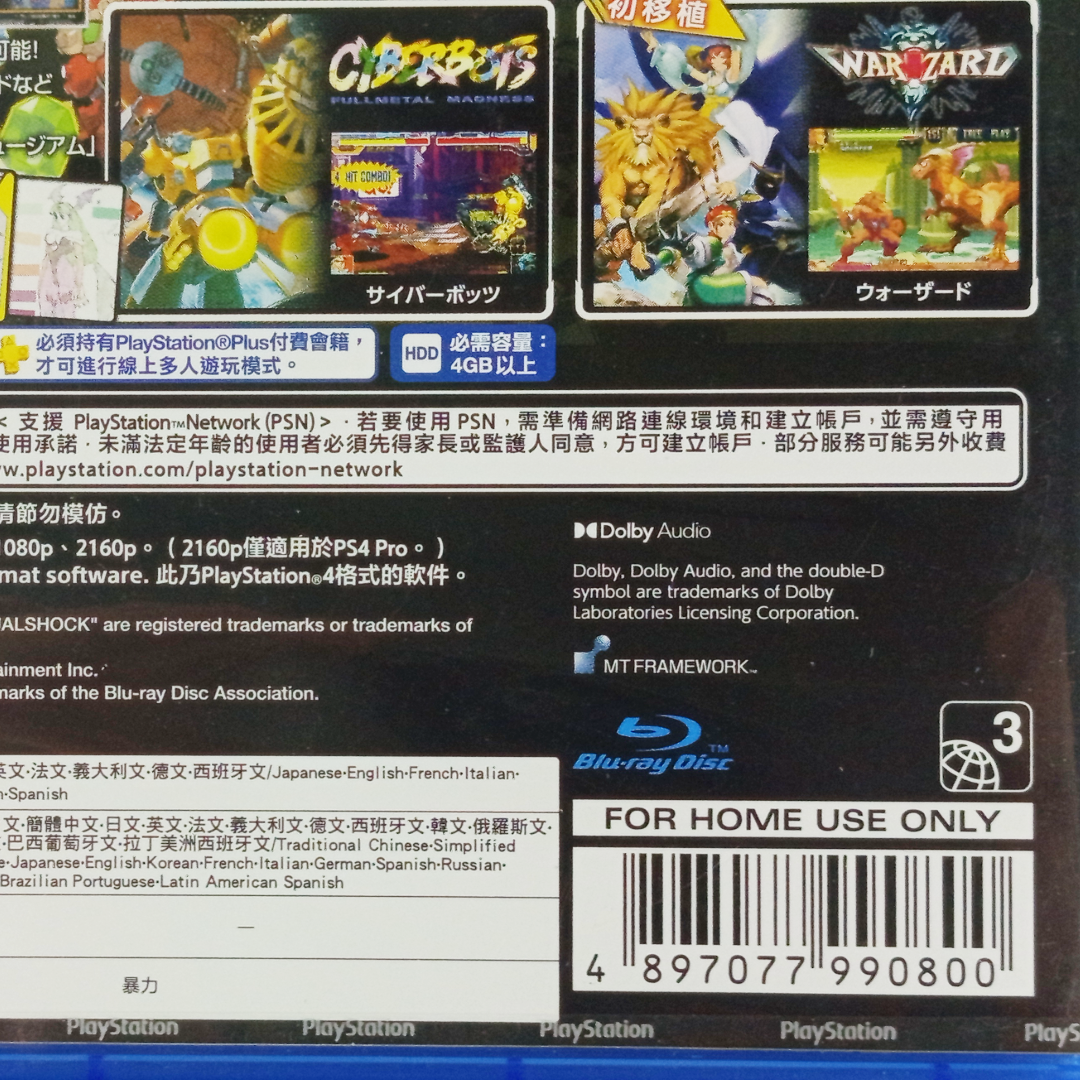 可能!
ドなど
ュージアム」
CYBERBOTS
FULLMETAL MADNESS
4 HIT COMBO!
サイバーボッツ
初移植
WARZARD
FREE PLAY
ウォーザード
必須持有PlayStation®Plus付費會籍，
才可進行線上多人遊玩模式。
HDD
必需容量：
4GB以上
< 支援 PlayStation™Network (PSN) > ‧ 若要使用 PSN，需準備網路連線環境和建立帳戶，並需遵守用
使用承諾‧未滿法定年齡的使用者必須先得家長或監護人同意，方可建立帳戶‧部分服務可能另外收費
w.playstation.com/playstation-network
情節勿模仿。
1080p、2160p。（2160p僅適用於PS4 Pro。）
mat software. 此乃PlayStation®4格式的軟件。
UALSHOCK" are registered trademarks or trademarks of
ainment Inc.
marks of the Blu-ray Disc Association.
Dolby Audio
Dolby, Dolby Audio, and the double-D
symbol are trademarks of Dolby
Laboratories Licensing Corporation.
MT FRAMEWORK™
Blu-ray Disc™
3
英文‧法文‧義大利文‧德文‧西班牙文/Japanese‧English‧French‧Italian‧
‧Spanish
文‧簡體中文‧日文‧英文‧法文‧義大利文‧德文‧西班牙文‧韓文‧俄羅斯文‧
‧巴西葡萄牙文‧拉丁美洲西班牙文/Traditional Chinese‧Simplified
e‧Japanese‧English‧Korean‧French‧Italian‧German‧Spanish‧Russian‧
Brazilian Portuguese‧Latin American Spanish
—
暴力
FOR HOME USE ONLY
4 897077 990800
PlayStation PlayStation PlayStation PlayStation PlayS